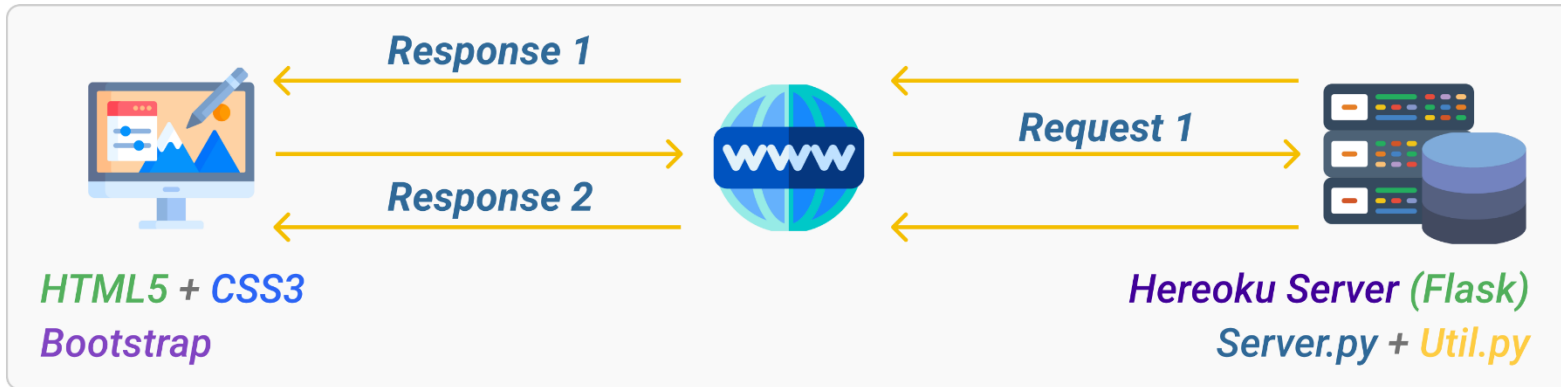 Response 1
Request 1
www
Response 2
HTML5 + CSS3
Hereoku Server (Flask)
Bootstrap
Server.py + Util.py